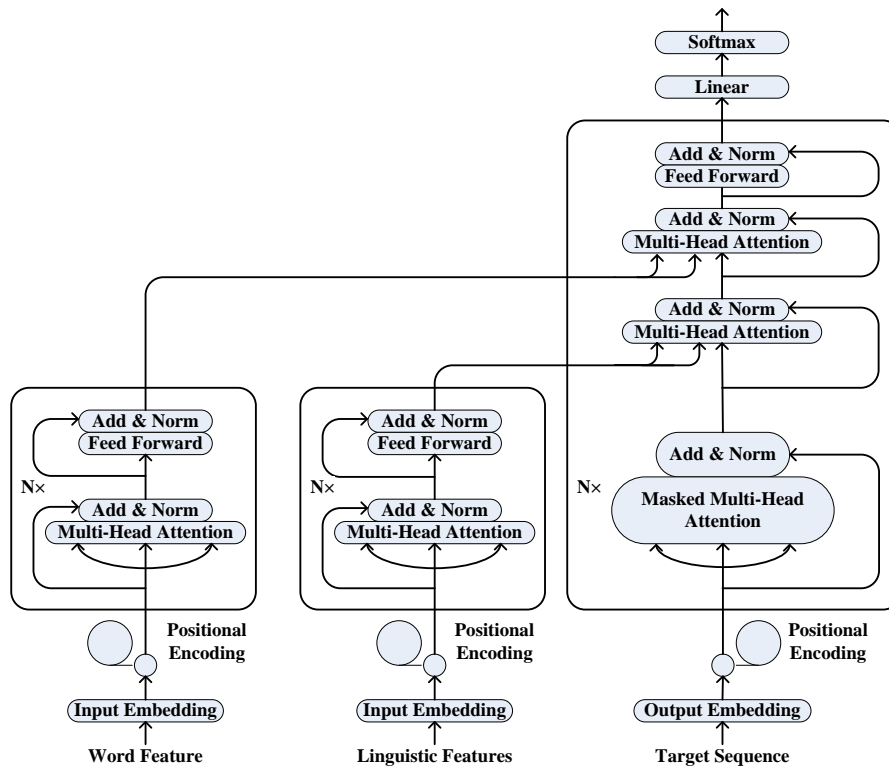 Softmax
Linear
Add & Norm
Feed Forward
Add & Norm
Multi-Head Attention
Add & Norm
Multi-Head Attention
Add & Norm
Feed Forward
N×
Add & Norm
Multi-Head Attention
Positional
Encoding
Input Embedding
Word Feature
Add & Norm
Feed Forward
N×
Add & Norm
Multi-Head Attention
Positional
Encoding
Input Embedding
Linguistic Features
Add & Norm
N×
Masked Multi-Head
Attention
Positional
Encoding
Output Embedding
Target Sequence